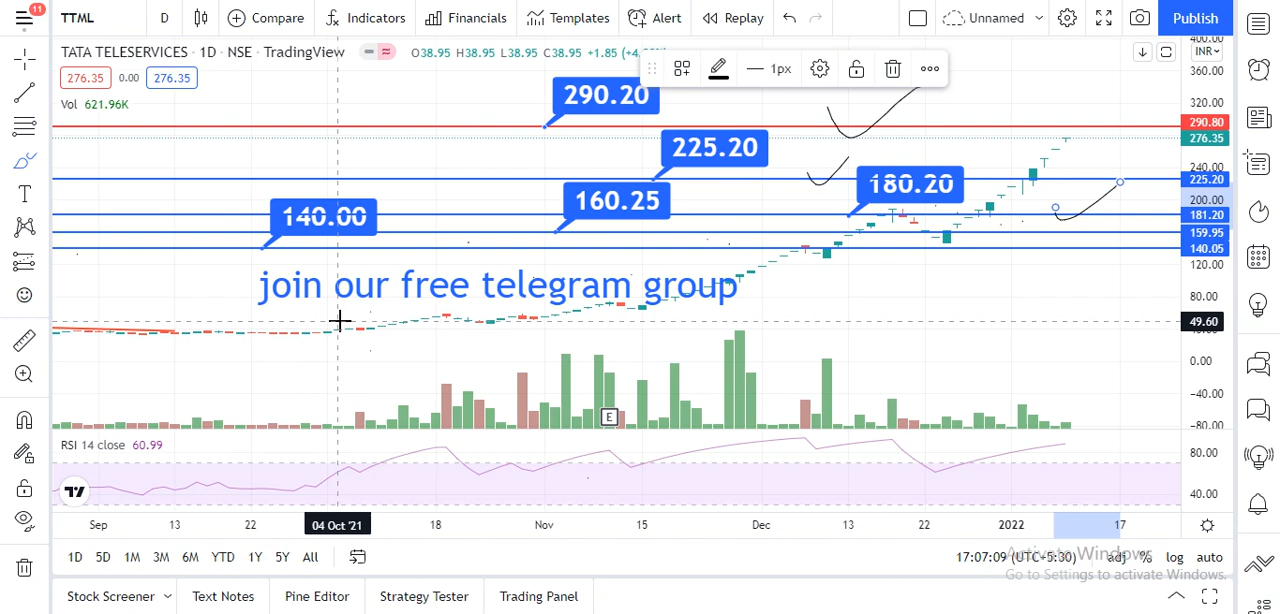 11
TTML D Compare Indicators Financials Templates Alert Replay Unnamed Publish
TATA TELESERVICES · 1D · NSE · TradingView O38.95 H38.95 L38.95 C38.95 +1.85
INR
1px
276.35 0.00 276.35
Vol 621.96K
400.00
360.00
320.00
290.80
276.35
240.00
225.20
200.00
181.20
159.95
140.05
120.00
80.00
49.60
0.00
−40.00
−80.00
290.20
225.20
180.20
160.25
140.00
join our free telegram group
E
RSI 14 close 60.99
80.00
40.00
Sep 13 22 04 Oct '21 18 Nov 15 Dec 13 22 2022 17
1D 5D 1M 3M 6M YTD 1Y 5Y All 17:07:09 (UTC+5:30) adj % log auto
Activate Windows
Go to Settings to activate Windows.
Stock Screener Text Notes Pine Editor Strategy Tester Trading Panel